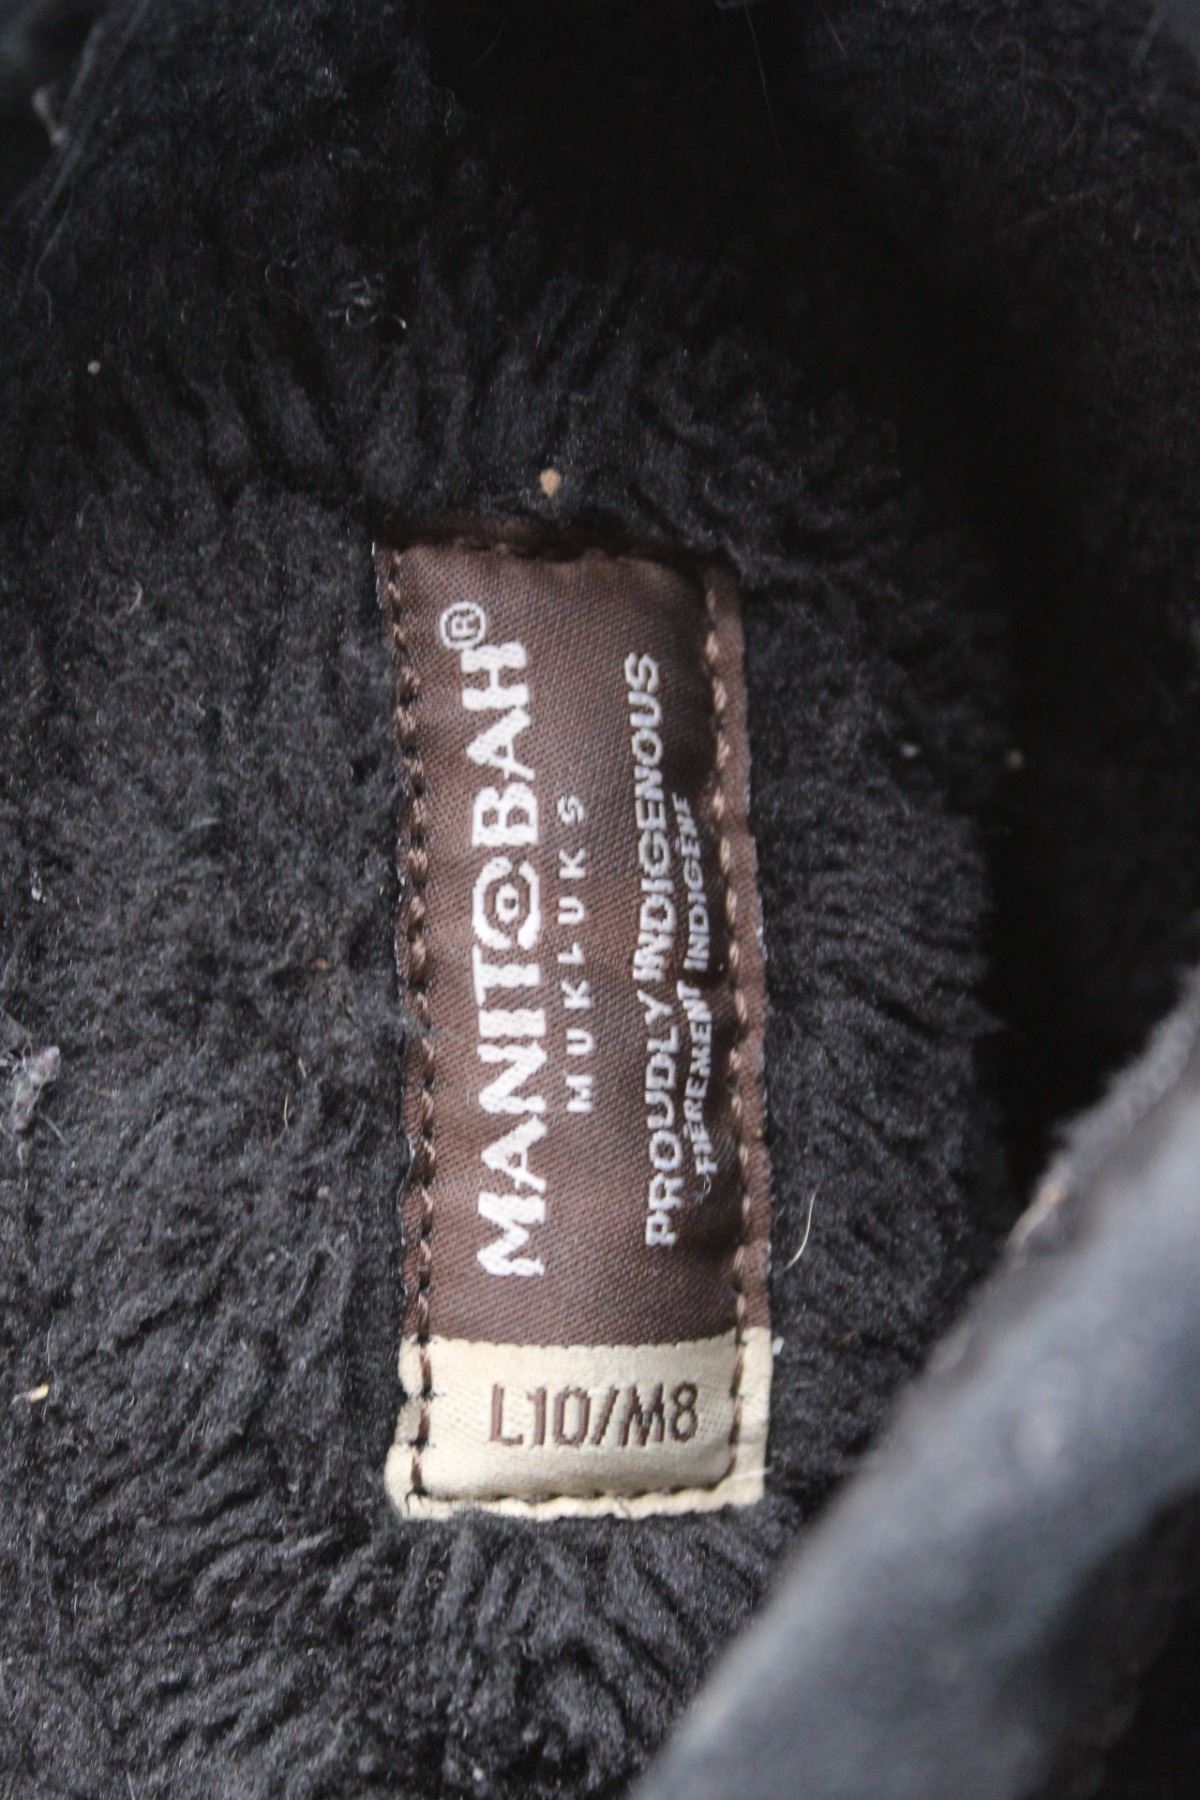 MANITOBAH®
MUKLUKS
PROUDLY INDIGENOUS
FIÈREMENT INDIGÈNE
L10/M8